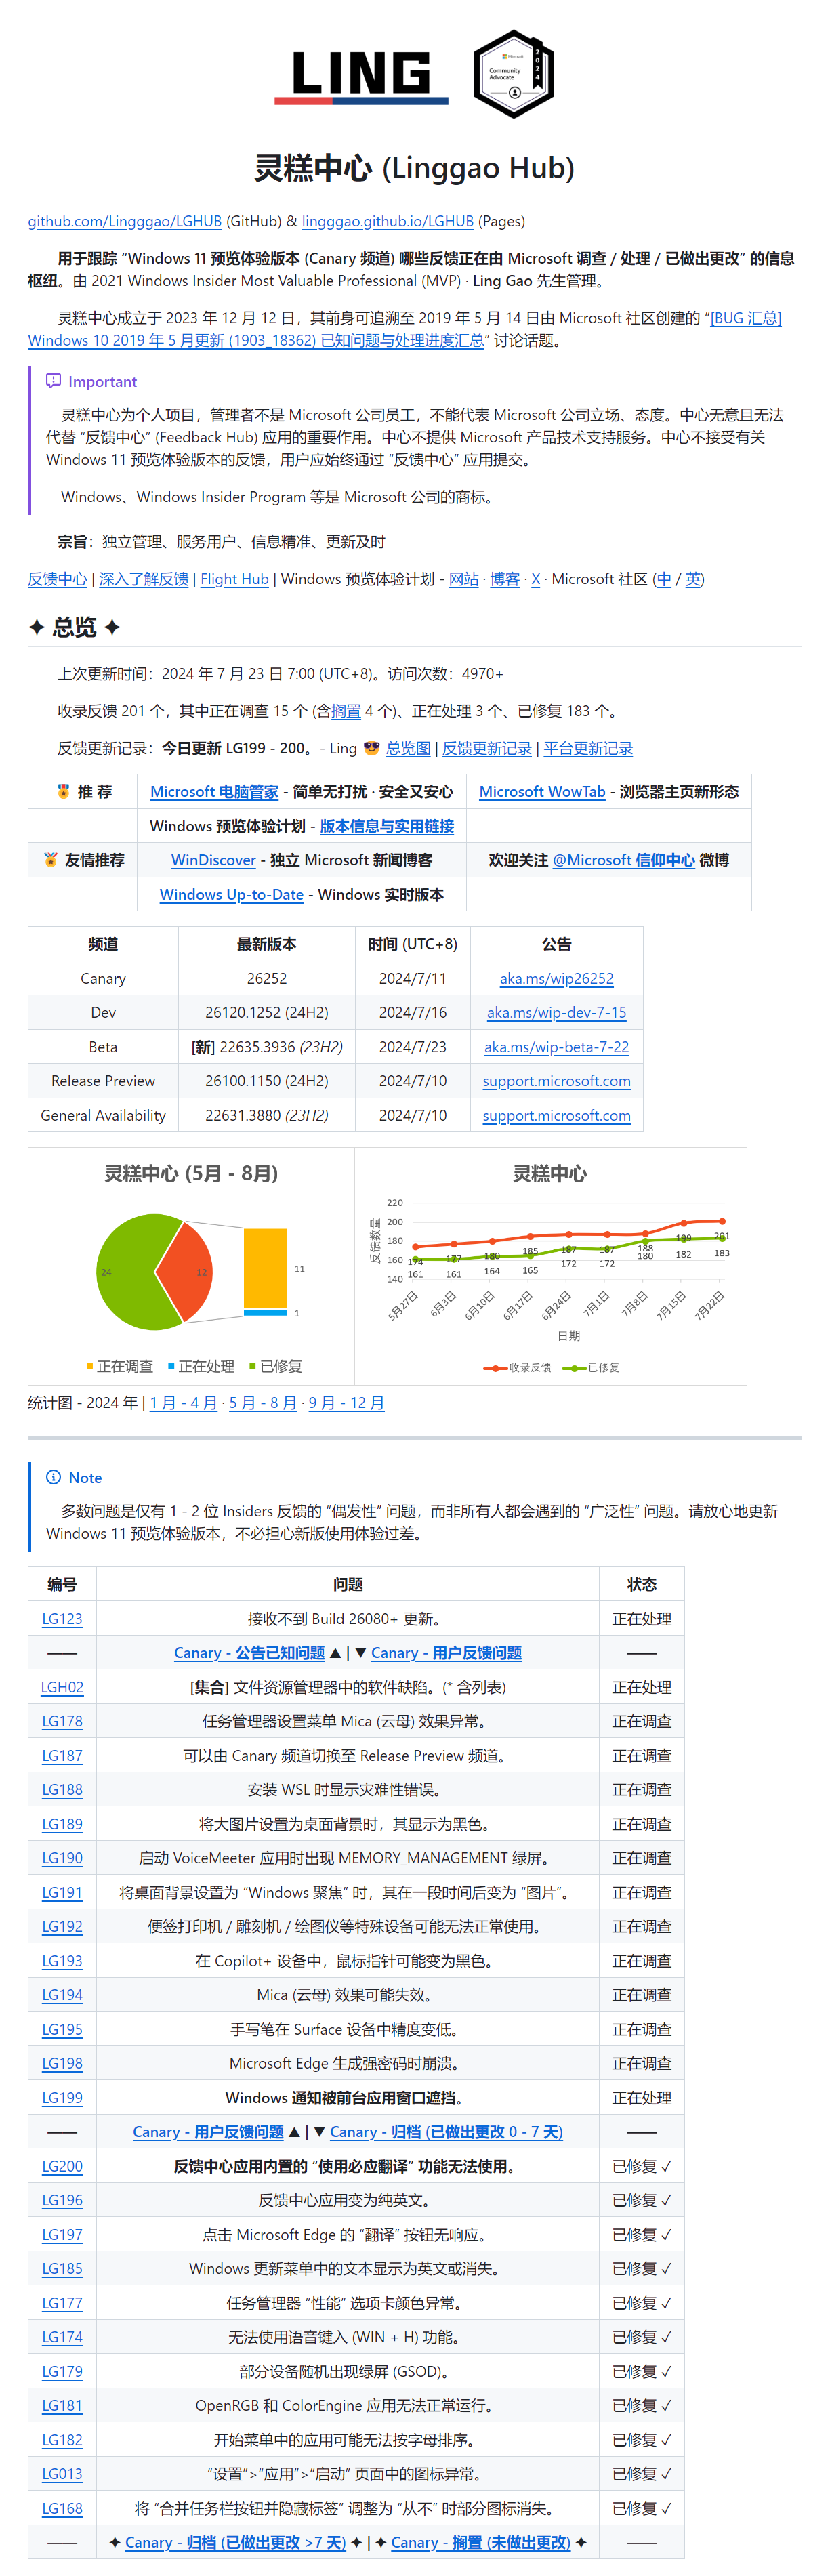 LING
Microsoft
Community
Advocate
2024
灵糕中心 (Linggao Hub)
github.com/Lingggao/LGHUB (GitHub) & lingggao.github.io/LGHUB (Pages)
用于跟踪 “Windows 11 预览体验版本 (Canary 频道) 哪些反馈正在由 Microsoft 调查 / 处理 / 已做出更改” 的信息
枢纽。由 2021 Windows Insider Most Valuable Professional (MVP) · Ling Gao 先生管理。
灵糕中心成立于 2023 年 12 月 12 日，其前身可追溯至 2019 年 5 月 14 日由 Microsoft 社区创建的 “[BUG 汇总]
Windows 10 2019 年 5 月更新 (1903_18362) 已知问题与处理进度汇总” 讨论话题。
Important
灵糕中心为个人项目，管理者不是 Microsoft 公司员工，不能代表 Microsoft 公司立场、态度。中心无意且无法
代替 “反馈中心” (Feedback Hub) 应用的重要作用。中心不提供 Microsoft 产品技术支持服务。中心不接受有关
Windows 11 预览体验版本的反馈，用户应始终通过 “反馈中心” 应用提交。
Windows、Windows Insider Program 等是 Microsoft 公司的商标。
宗旨：独立管理、服务用户、信息精准、更新及时
反馈中心 | 深入了解反馈 | Flight Hub | Windows 预览体验计划 - 网站 · 博客 · X · Microsoft 社区 (中 / 英)
✦ 总览 ✦
上次更新时间：2024 年 7 月 23 日 7:00 (UTC+8)。访问次数：4970+
收录反馈 201 个，其中正在调查 15 个 (含搁置 4 个)、正在处理 3 个、已修复 183 个。
反馈更新记录：今日更新 LG199 - 200。- Ling 😎 总览图 | 反馈更新记录 | 平台更新记录
🏅 推 荐 Microsoft 电脑管家 - 简单无打扰 · 安全又安心 Microsoft WowTab - 浏览器主页新形态
Windows 预览体验计划 - 版本信息与实用链接
🏅 友情推荐 WinDiscover - 独立 Microsoft 新闻博客 欢迎关注 @Microsoft 信仰中心 微博
Windows Up-to-Date - Windows 实时版本
频道 最新版本 时间 (UTC+8) 公告
Canary 26252 2024/7/11 aka.ms/wip26252
Dev 26120.1252 (24H2) 2024/7/16 aka.ms/wip-dev-7-15
Beta [新] 22635.3936 (23H2) 2024/7/23 aka.ms/wip-beta-7-22
Release Preview 26100.1150 (24H2) 2024/7/10 support.microsoft.com
General Availability 22631.3880 (23H2) 2024/7/10 support.microsoft.com
灵糕中心 (5月 - 8月)
24 12 11 1
正在调查 正在处理 已修复
灵糕中心
反馈数量
220
200
180
160
140
174 177 180 185 187 187 188 199 201
161 161 164 165 172 172 180 182 183
5月27日 6月3日 6月10日 6月17日 6月24日 7月1日 7月8日 7月15日 7月22日
日期
收录反馈 已修复
统计图 - 2024 年 | 1 月 - 4 月 · 5 月 - 8 月 · 9 月 - 12 月
Note
多数问题是仅有 1 - 2 位 Insiders 反馈的 “偶发性” 问题，而非所有人都会遇到的 “广泛性” 问题。请放心地更新
Windows 11 预览体验版本，不必担心新版使用体验过差。
编号 问题 状态
LG123 接收不到 Build 26080+ 更新。 正在处理
—— Canary - 公告已知问题 ▲ | ▼ Canary - 用户反馈问题 ——
LGH02 [集合] 文件资源管理器中的软件缺陷。(* 含列表) 正在处理
LG178 任务管理器设置菜单 Mica (云母) 效果异常。 正在调查
LG187 可以由 Canary 频道切换至 Release Preview 频道。 正在调查
LG188 安装 WSL 时显示灾难性错误。 正在调查
LG189 将大图片设置为桌面背景时，其显示为黑色。 正在调查
LG190 启动 VoiceMeeter 应用时出现 MEMORY_MANAGEMENT 绿屏。 正在调查
LG191 将桌面背景设置为 “Windows 聚焦” 时，其在一段时间后变为 “图片”。 正在调查
LG192 便签打印机 / 雕刻机 / 绘图仪等特殊设备可能无法正常使用。 正在调查
LG193 在 Copilot+ 设备中，鼠标指针可能变为黑色。 正在调查
LG194 Mica (云母) 效果可能失效。 正在调查
LG195 手写笔在 Surface 设备中精度变低。 正在调查
LG198 Microsoft Edge 生成强密码时崩溃。 正在调查
LG199 Windows 通知被前台应用窗口遮挡。 正在处理
—— Canary - 用户反馈问题 ▲ | ▼ Canary - 归档 (已做出更改 0 - 7 天) ——
LG200 反馈中心应用内置的 “使用必应翻译” 功能无法使用。 已修复 ✓
LG196 反馈中心应用变为纯英文。 已修复 ✓
LG197 点击 Microsoft Edge 的 “翻译” 按钮无响应。 已修复 ✓
LG185 Windows 更新菜单中的文本显示为英文或消失。 已修复 ✓
LG177 任务管理器 “性能” 选项卡颜色异常。 已修复 ✓
LG174 无法使用语音键入 (WIN + H) 功能。 已修复 ✓
LG179 部分设备随机出现绿屏 (GSOD)。 已修复 ✓
LG181 OpenRGB 和 ColorEngine 应用无法正常运行。 已修复 ✓
LG182 开始菜单中的应用可能无法按字母排序。 已修复 ✓
LG013 “设置”>“应用”>“启动” 页面中的图标异常。 已修复 ✓
LG168 将 “合并任务栏按钮并隐藏标签” 调整为 “从不” 时部分图标消失。 已修复 ✓
—— ✦ Canary - 归档 (已做出更改 >7 天) ✦ | ✦ Canary - 搁置 (未做出更改) ✦ ——